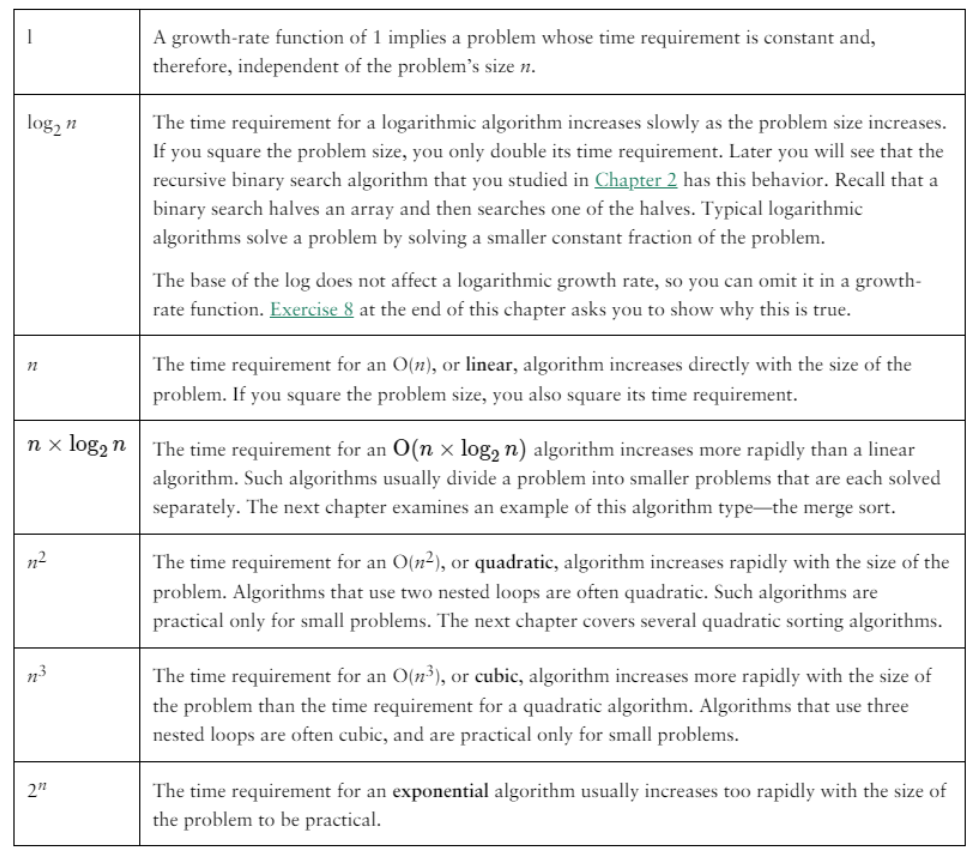 1
A growth-rate function of 1 implies a problem whose time requirement is constant and,
therefore, independent of the problem’s size n.
log₂ n
The time requirement for a logarithmic algorithm increases slowly as the problem size increases.
If you square the problem size, you only double its time requirement. Later you will see that the
recursive binary search algorithm that you studied in Chapter 2 has this behavior. Recall that a
binary search halves an array and then searches one of the halves. Typical logarithmic
algorithms solve a problem by solving a smaller constant fraction of the problem.
The base of the log does not affect a logarithmic growth rate, so you can omit it in a growth-
rate function. Exercise 8 at the end of this chapter asks you to show why this is true.
n
The time requirement for an O(n), or linear, algorithm increases directly with the size of the
problem. If you square the problem size, you also square its time requirement.
n × log₂ n
The time requirement for an O(n × log₂ n) algorithm increases more rapidly than a linear
algorithm. Such algorithms usually divide a problem into smaller problems that are each solved
separately. The next chapter examines an example of this algorithm type—the merge sort.
n²
The time requirement for an O(n²), or quadratic, algorithm increases rapidly with the size of the
problem. Algorithms that use two nested loops are often quadratic. Such algorithms are
practical only for small problems. The next chapter covers several quadratic sorting algorithms.
n³
The time requirement for an O(n³), or cubic, algorithm increases more rapidly with the size of
the problem than the time requirement for a quadratic algorithm. Algorithms that use three
nested loops are often cubic, and are practical only for small problems.
2ⁿ
The time requirement for an exponential algorithm usually increases too rapidly with the size of
the problem to be practical.